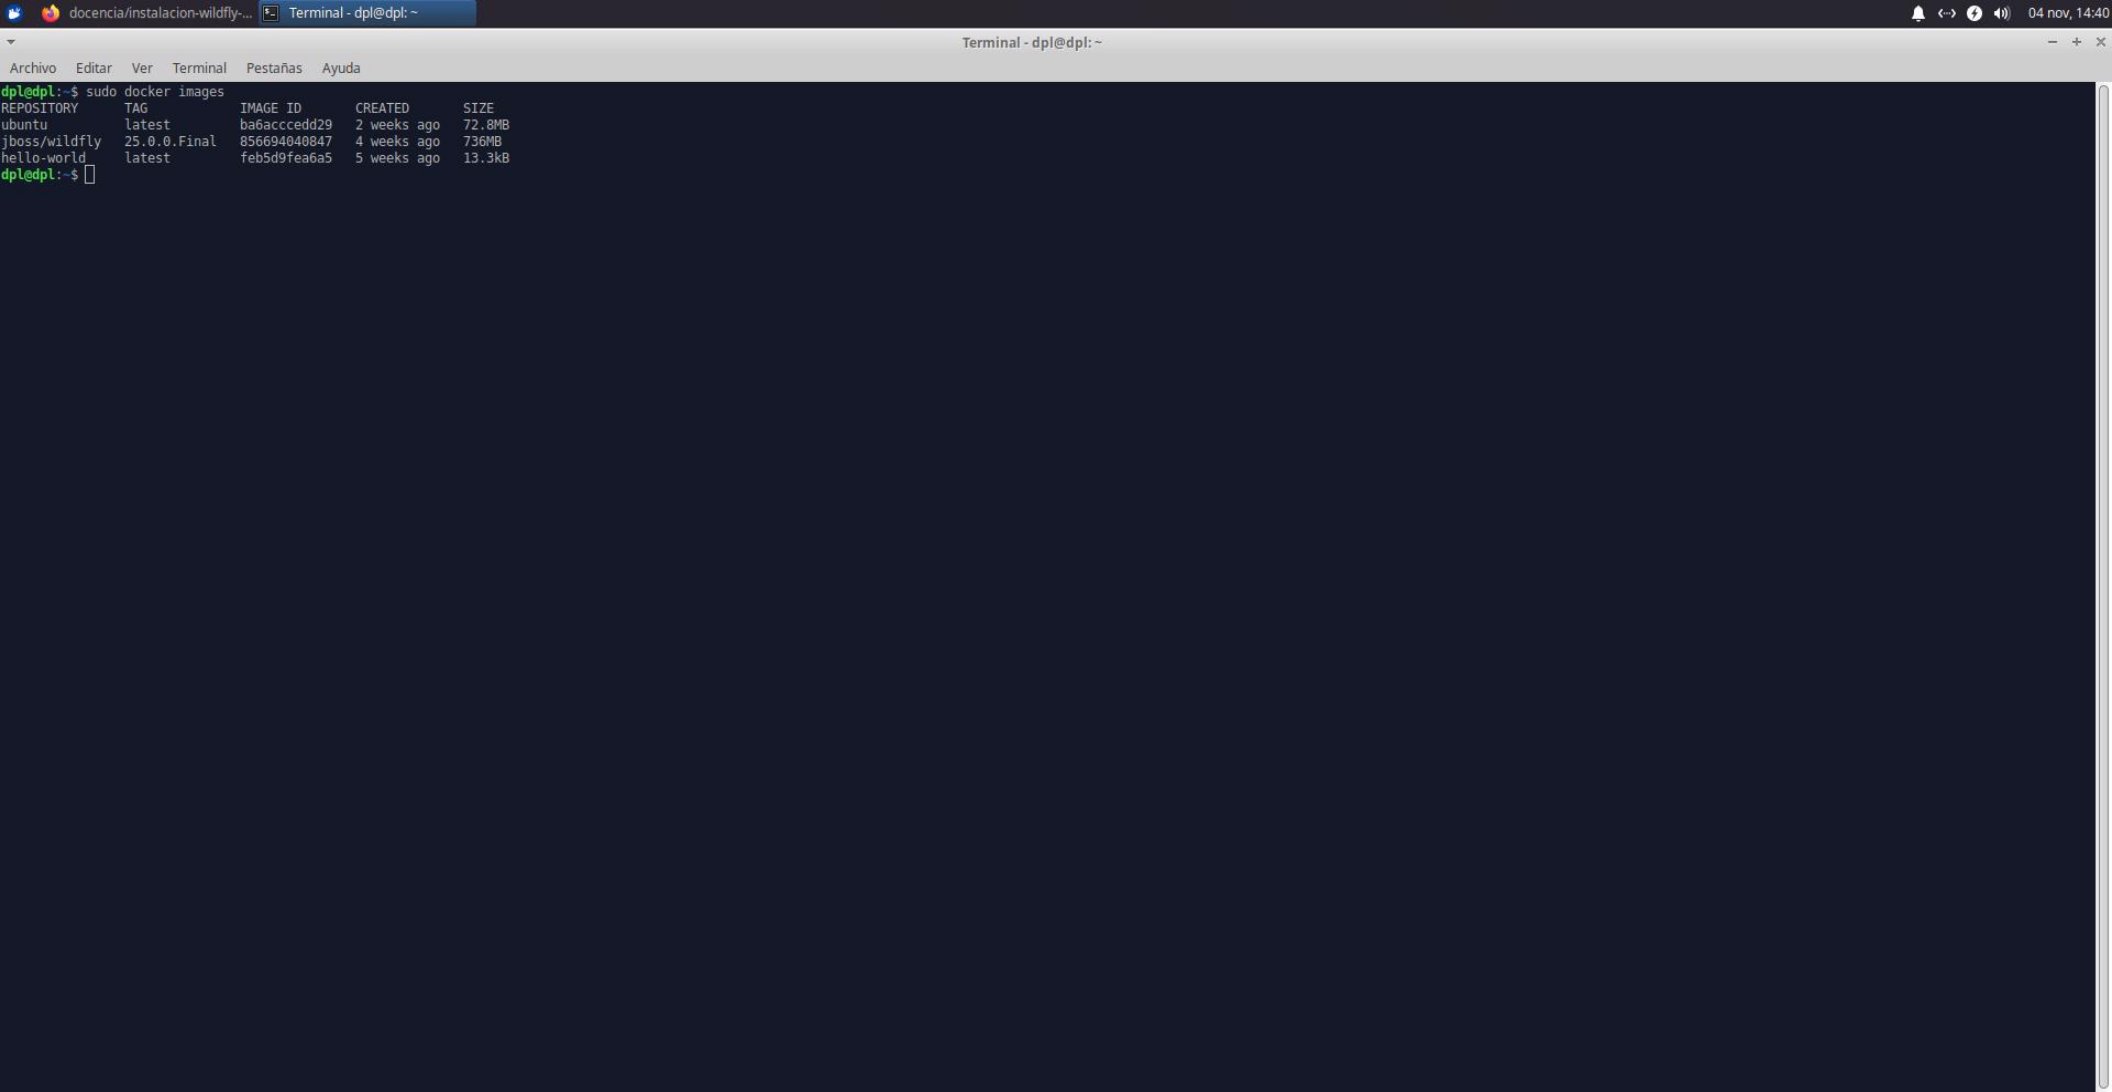 docencia/instalacion-wildfly-... Terminal - dpl@dpl: ~ 04 nov, 14:40
Terminal - dpl@dpl: ~
Archivo Editar Ver Terminal Pestañas Ayuda
dpl@dpl:~$ sudo docker images
REPOSITORY TAG IMAGE ID CREATED SIZE
ubuntu latest ba6acccedd29 2 weeks ago 72.8MB
jboss/wildfly 25.0.0.Final 856694040847 4 weeks ago 736MB
hello-world latest feb5d9fea6a5 5 weeks ago 13.3kB
dpl@dpl:~$